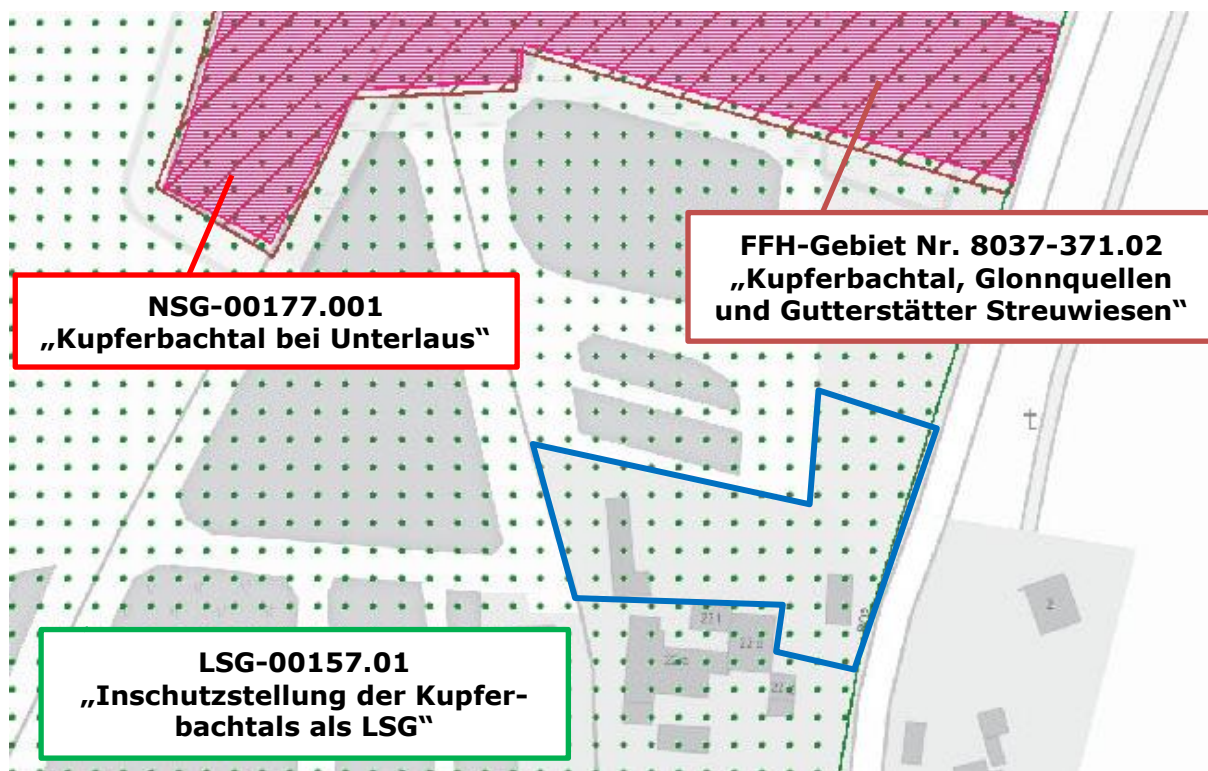 FFH-Gebiet Nr. 8037-371.02
„Kupferbachtal, Glonnquellen
und Gutterstätter Streuwiesen“
NSG-00177.001
„Kupferbachtal bei Unterlaus“
2
LSG-00157.01
„Inschutzstellung der Kupfer-
bachtals als LSG“